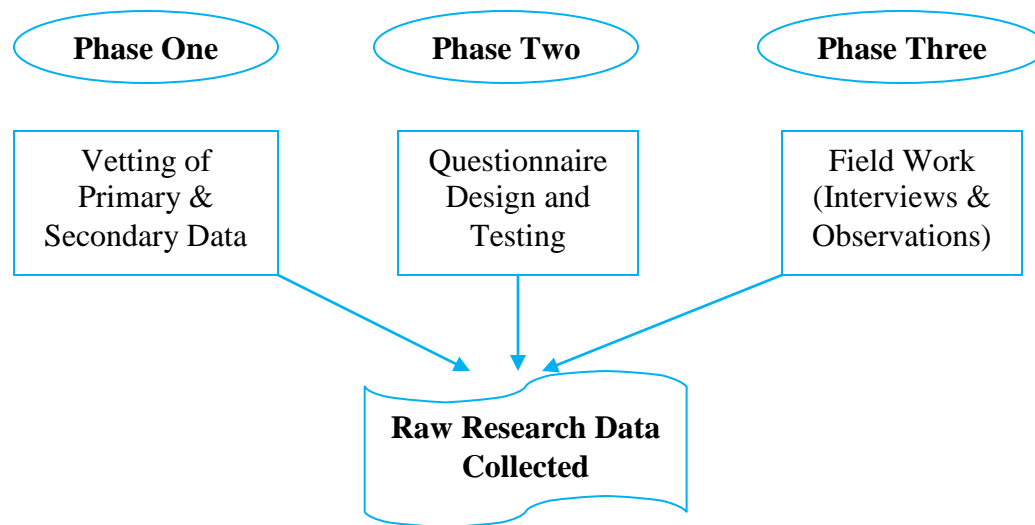 Phase One
Phase Two
Phase Three
Vetting of
Primary &
Secondary Data
Questionnaire
Design and
Testing
Field Work
(Interviews &
Observations)
Raw Research Data
Collected